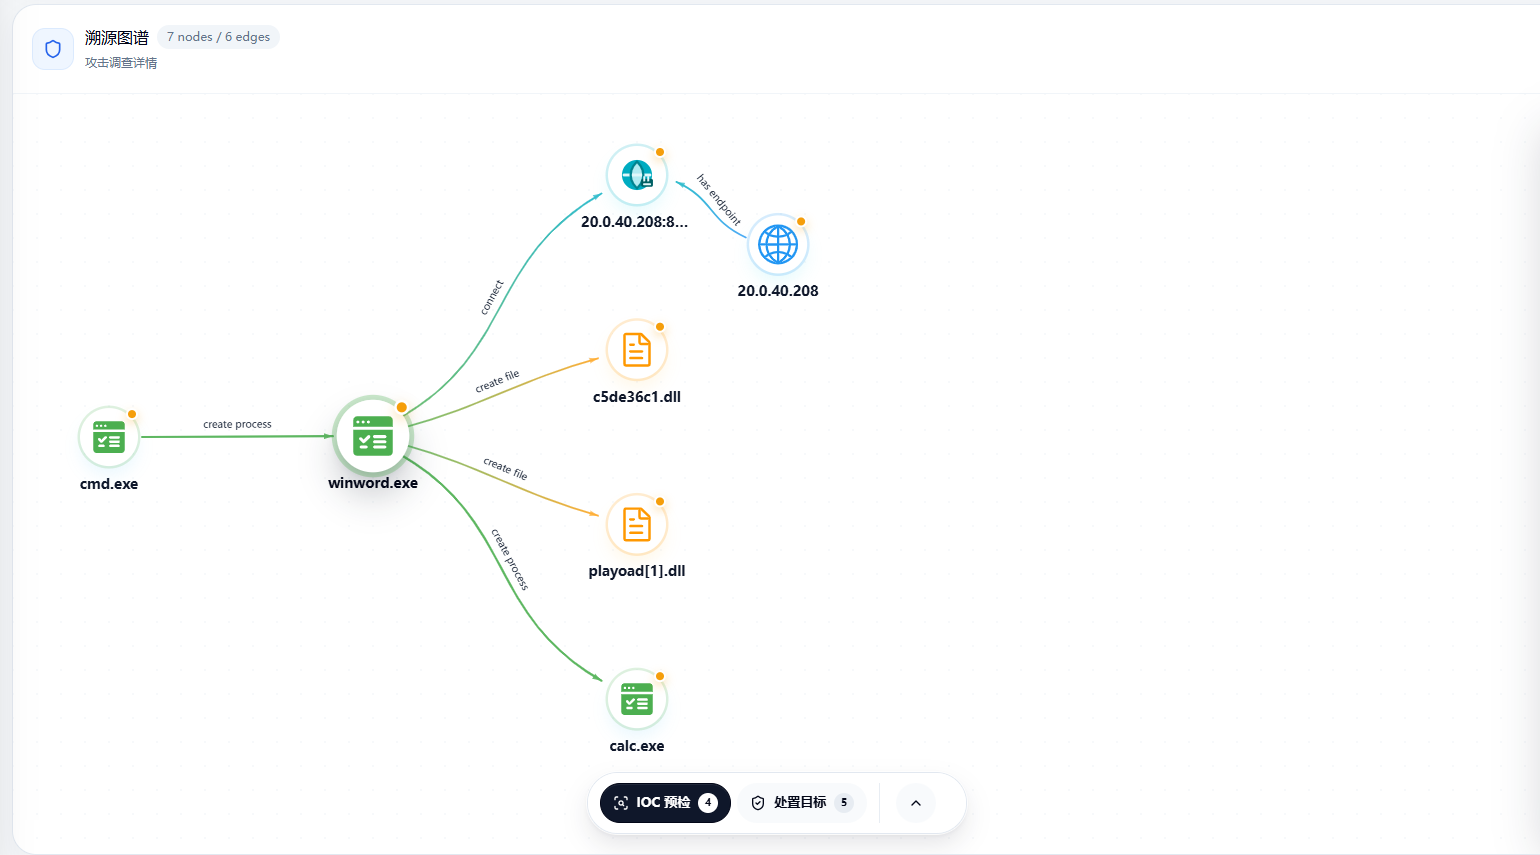 溯源图谱 7 nodes / 6 edges
攻击调查详情
20.0.40.208:8...
has endpoint
20.0.40.208
connect
create file
c5de36c1.dll
create process
cmd.exe
winword.exe
create file
playoad[1].dll
create process
calc.exe
IOC 预检 4 处置目标 5